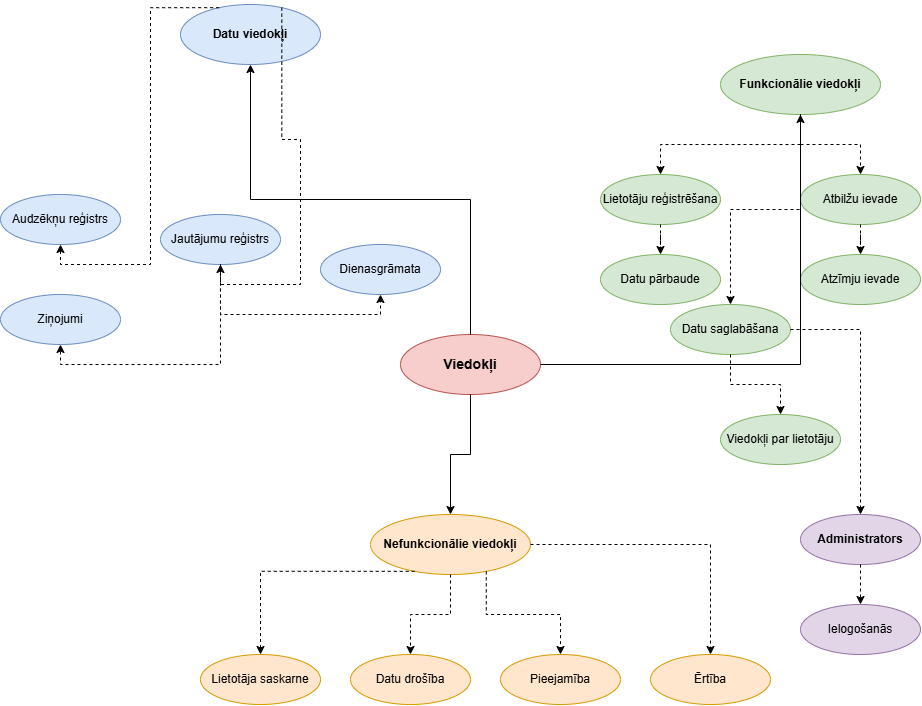 Datu viedokļi
Funkcionālie viedokļi
Audzēkņu reģistrs
Jautājumu reģistrs
Lietotāju reģistrēšana
Atbilžu ievade
Dienasgrāmata
Datu pārbaude
Atzīmju ievade
Ziņojumi
Datu saglabāšana
Viedokļi
Viedokļi par lietotāju
Nefunkcionālie viedokļi
Administrators
Ielogošanās
Lietotāja saskarne
Datu drošība
Pieejamība
Ērtība